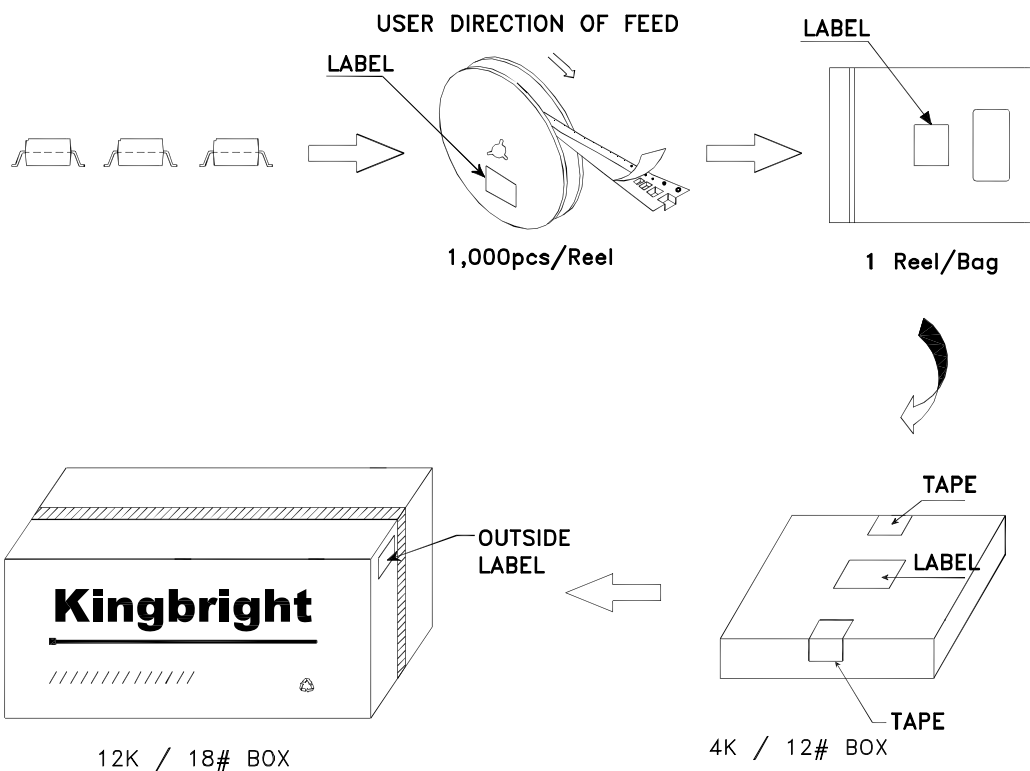 USER DIRECTION OF FEED
LABEL
LABEL
1,000pcs/Reel
1 Reel/Bag
TAPE
LABEL
TAPE
4K / 12# BOX
OUTSIDE
LABEL
Kingbright
12K / 18# BOX